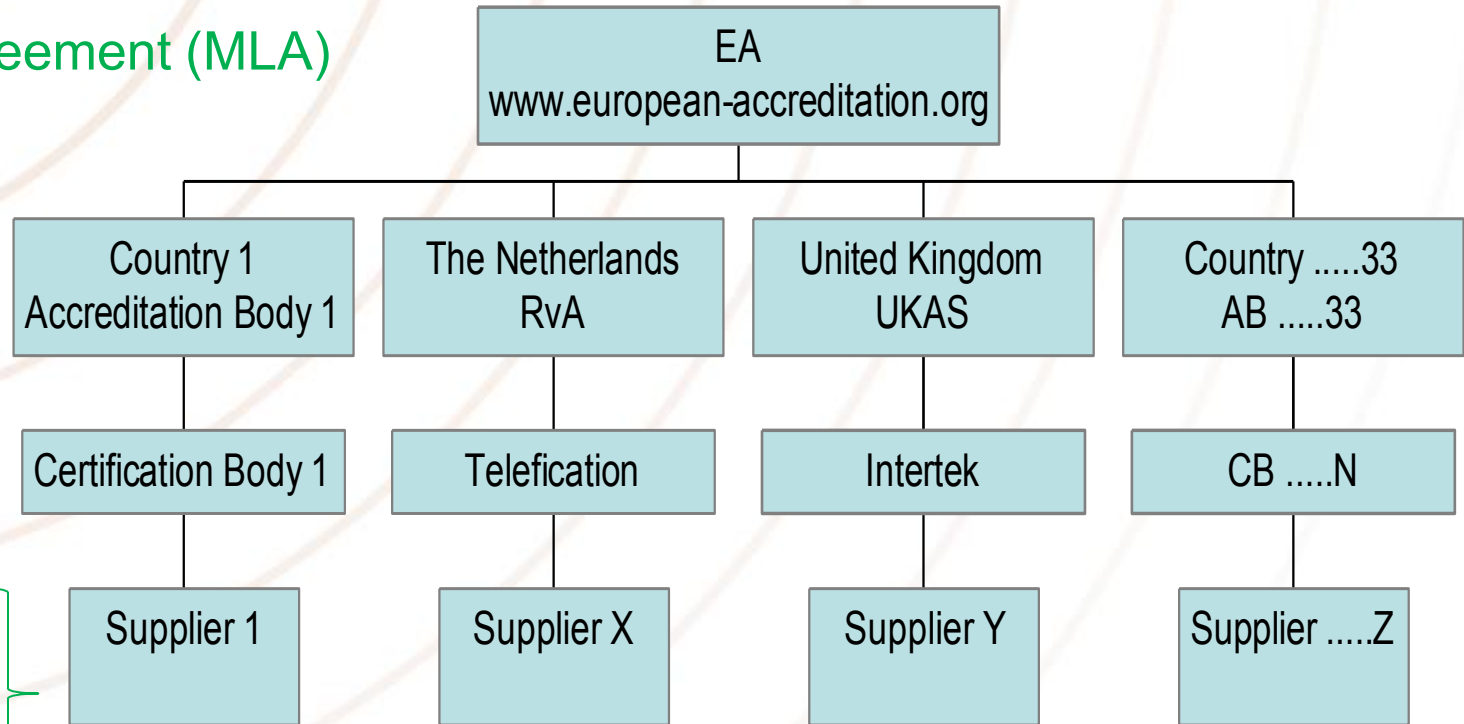 eement (MLA)
EA
www.european-accreditation.org
Country 1
Accreditation Body 1
The Netherlands
RvA
United Kingdom
UKAS
Country .....33
AB .....33
Certification Body 1
Telefication
Intertek
CB .....N
Supplier 1
Supplier X
Supplier Y
Supplier .....Z